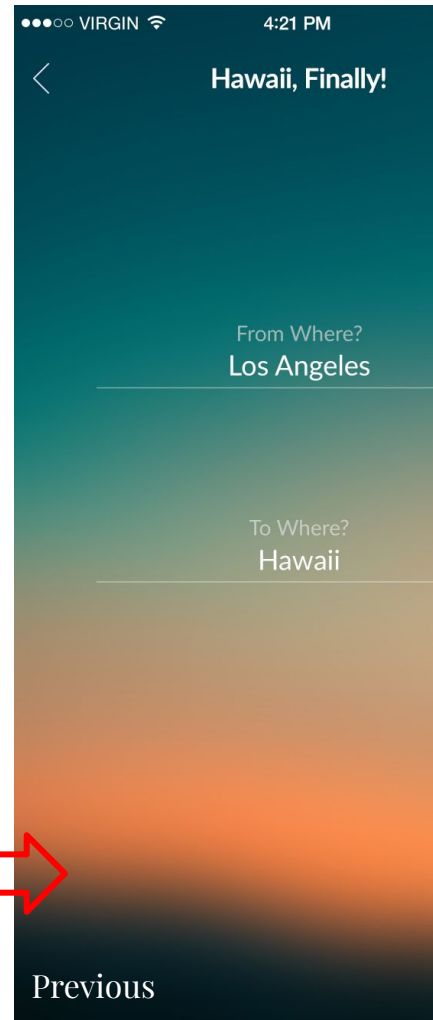 VIRGIN 4:21 PM
Hawaii, Finally!
From Where?
Los Angeles
To Where?
Hawaii
Previous